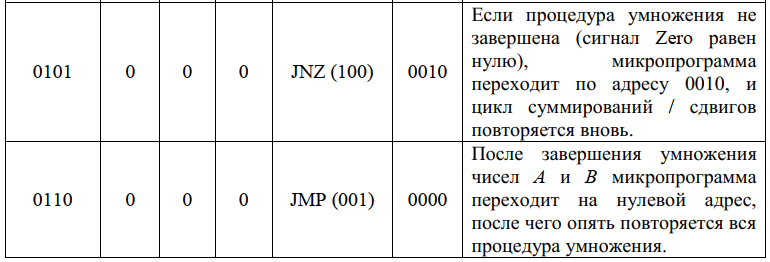 Если процедура умножения не
завершена (сигнал Zero равен
0101 0 0 0 JNZ (100) 0010 нулю), микропрограмма
переходит по адресу 0010, и
цикл суммирований / сдвигов
повторяется вновь.
После завершения умножения
чисел A и B микропрограмма
0110 0 0 0 JMP (001) 0000 переходит на нулевой адрес,
после чего опять повторяется вся
процедура умножения.